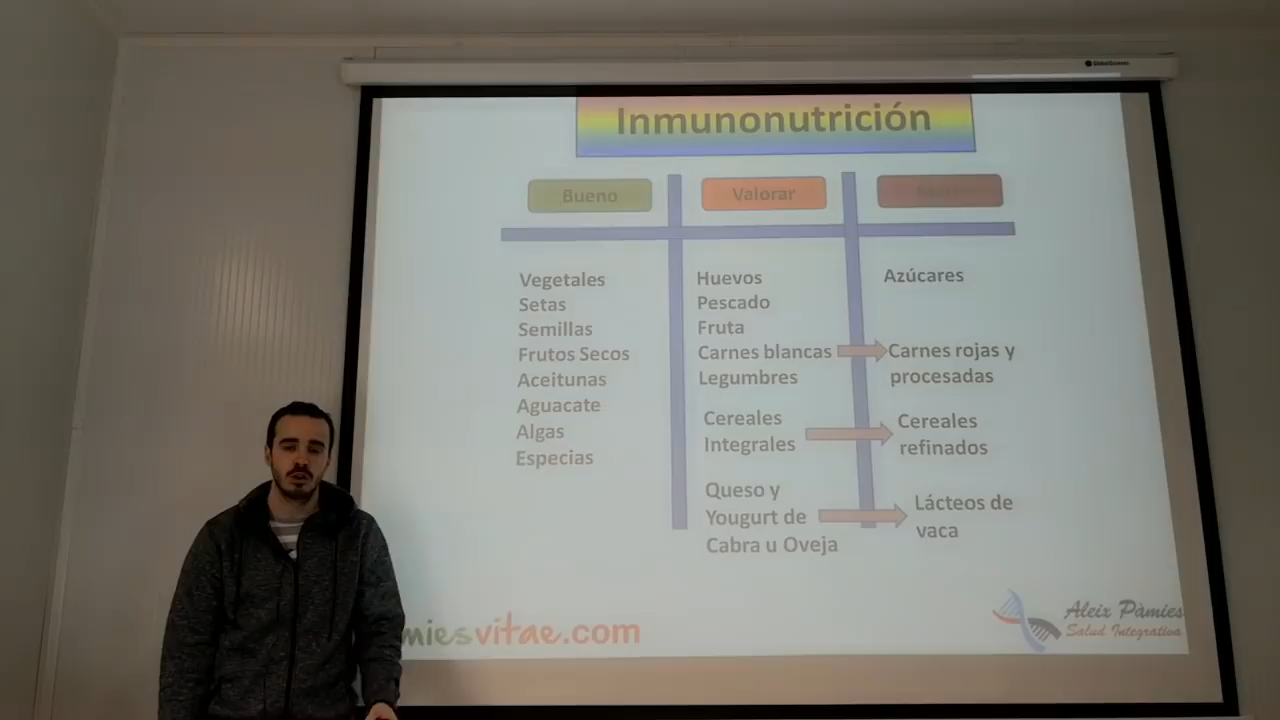 Inmunonutrición
Bueno
Valorar
Vegetales
Setas
Semillas
Frutos Secos
Aceitunas
Aguacate
Algas
Especias
Huevos
Pescado
Fruta
Carnes blancas
Legumbres
Cereales
Integrales
Queso y
Yougurt de
Cabra u Oveja
Azúcares
Carnes rojas y
procesadas
Cereales
refinados
Lácteos de
vaca
miesvitae.com
Aleix Pàmies
Salud Integrativa